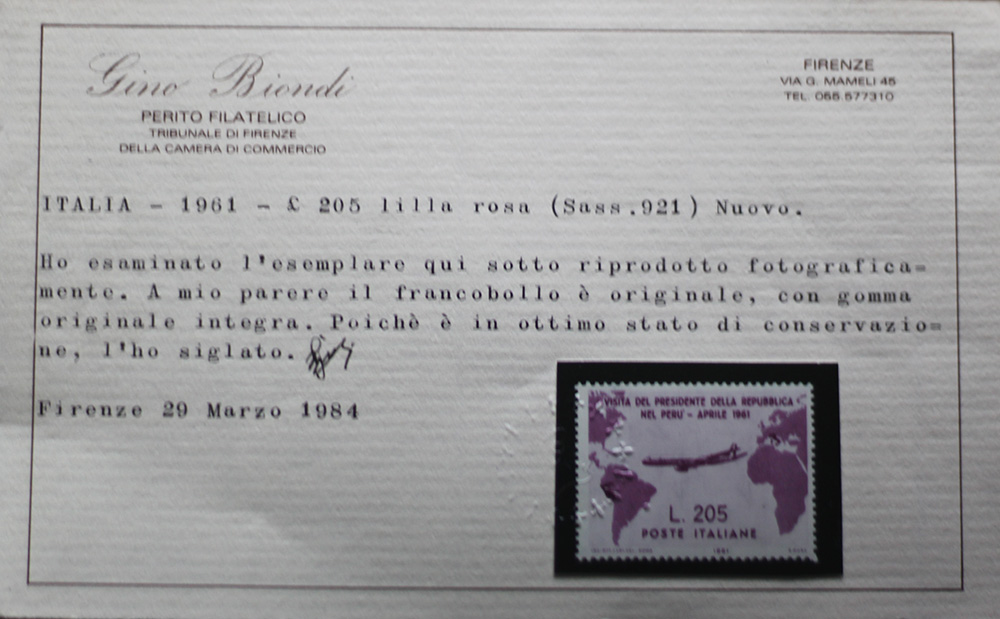 Gino Biondi
PERITO FILATELICO
TRIBUNALE DI FIRENZE
DELLA CAMERA DI COMMERCIO
FIRENZE
VIA G. MAMELI 45
TEL. 055.577310
ITALIA - 1961 - £ 205 lilla rosa (Sass.921) Nuovo.
Ho esaminato l'esemplare qui sotto riprodotto fotografica=
mente. A mio parere il francobollo è originale, con gomma
originale integra. Poichè è in ottimo stato di conservazio=
ne, l'ho siglato.
Firenze 29 Marzo 1984
VISITA DEL PRESIDENTE DELLA REPUBBLICA
NEL PERU' - APRILE 1961
L. 205
POSTE ITALIANE
1961